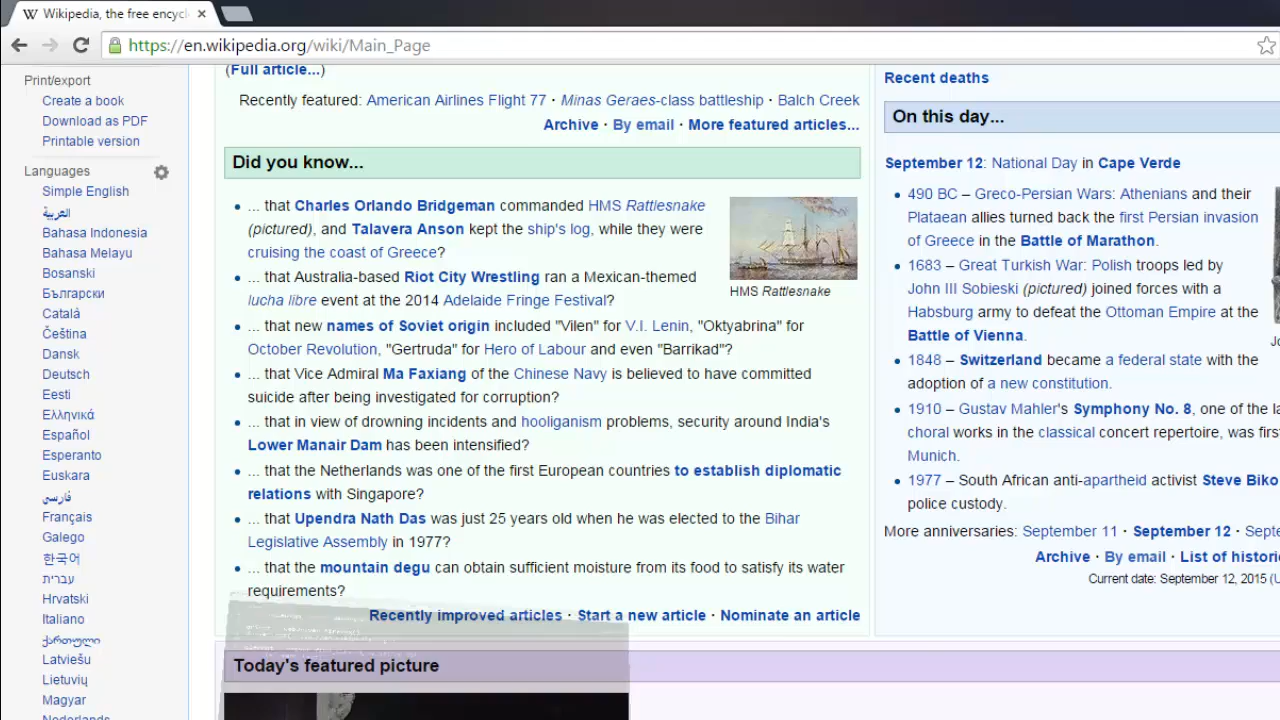 Wikipedia, the free encycl
https://en.wikipedia.org/wiki/Main_Page
Print/export
Create a book
Download as PDF
Printable version
Languages
Simple English
العربية
Bahasa Indonesia
Bahasa Melayu
Bosanski
Български
Català
Čeština
Dansk
Deutsch
Eesti
Ελληνικά
Español
Esperanto
Euskara
فارسی
Français
Galego
한국어
עברית
Hrvatski
Italiano
ქართული
Latviešu
Lietuvių
Magyar
Nederlands
(Full article...)
Recently featured: American Airlines Flight 77 · Minas Geraes-class battleship · Balch Creek
Archive · By email · More featured articles...
Did you know...
... that Charles Orlando Bridgeman commanded HMS Rattlesnake
(pictured), and Talavera Anson kept the ship's log, while they were
cruising the coast of Greece?
HMS Rattlesnake
... that Australia-based Riot City Wrestling ran a Mexican-themed
lucha libre event at the 2014 Adelaide Fringe Festival?
... that new names of Soviet origin included "Vilen" for V.I. Lenin, "Oktyabrina" for
October Revolution, "Gertruda" for Hero of Labour and even "Barrikad"?
... that Vice Admiral Ma Faxiang of the Chinese Navy is believed to have committed
suicide after being investigated for corruption?
... that in view of drowning incidents and hooliganism problems, security around India's
Lower Manair Dam has been intensified?
... that the Netherlands was one of the first European countries to establish diplomatic
relations with Singapore?
... that Upendra Nath Das was just 25 years old when he was elected to the Bihar
Legislative Assembly in 1977?
... that the mountain degu can obtain sufficient moisture from its food to satisfy its water
requirements?
Recently improved articles · Start a new article · Nominate an article
Today's featured picture
Recent deaths
On this day...
September 12: National Day in Cape Verde
490 BC – Greco-Persian Wars: Athenians and their
Plataean allies turned back the first Persian invasion
of Greece in the Battle of Marathon.
1683 – Great Turkish War: Polish troops led by
John III Sobieski (pictured) joined forces with a
Habsburg army to defeat the Ottoman Empire at the
Battle of Vienna.
1848 – Switzerland became a federal state with the
adoption of a new constitution.
1910 – Gustav Mahler's Symphony No. 8, one of the la
choral works in the classical concert repertoire, was firs
Munich.
1977 – South African anti-apartheid activist Steve Biko
police custody.
More anniversaries: September 11 · September 12 · Septe
Archive · By email · List of histori
Current date: September 12, 2015 (U